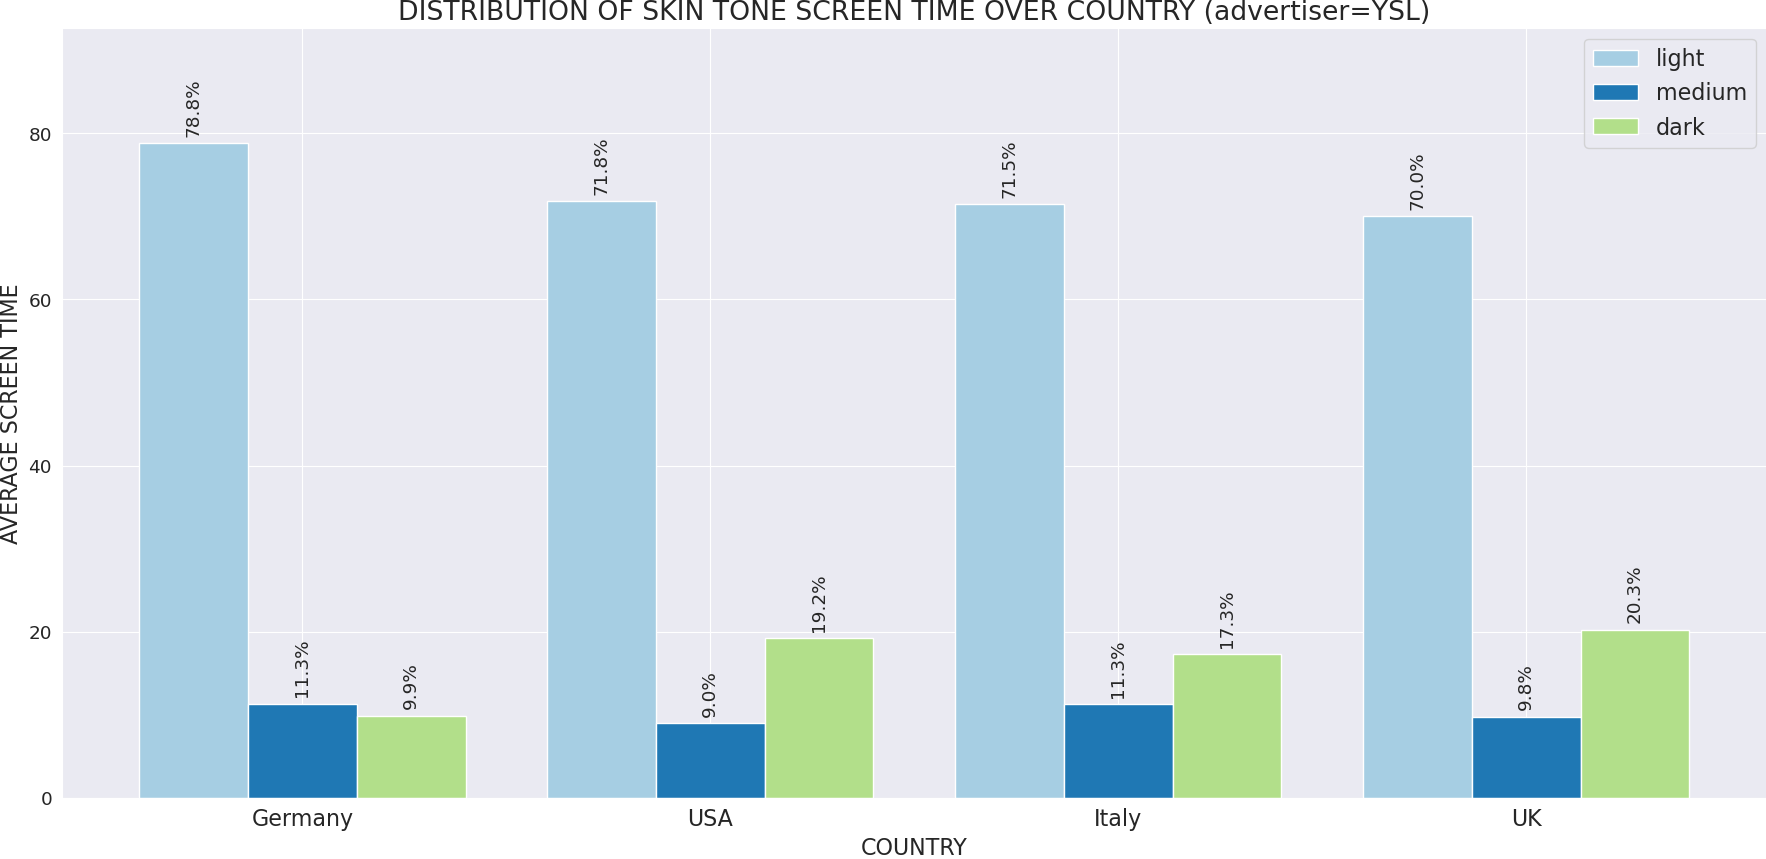 DISTRIBUTION OF SKIN TONE SCREEN TIME OVER COUNTRY (advertiser=YSL)
light
medium
dark
AVERAGE SCREEN TIME
80
60
40
20
0
78.8%
11.3%
9.9%
71.8%
9.0%
19.2%
71.5%
11.3%
17.3%
70.0%
9.8%
20.3%
Germany
USA
Italy
UK
COUNTRY